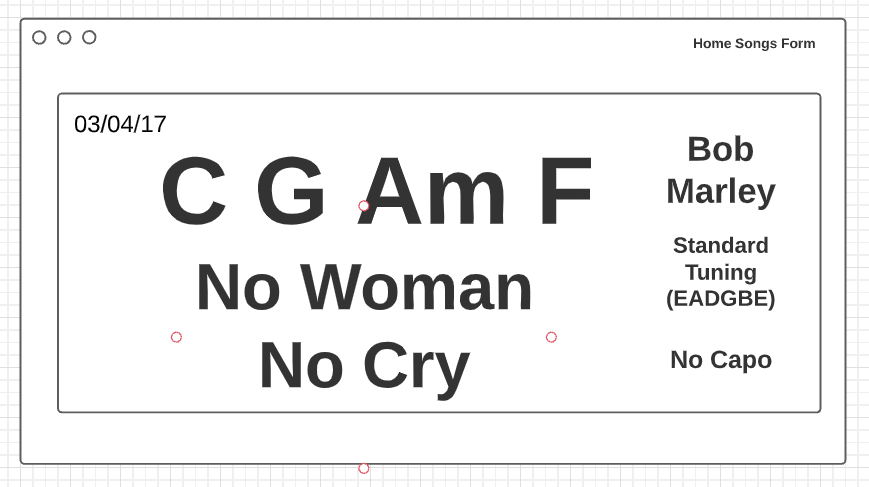 Home Songs Form
03/04/17
C G Am F
No Woman
No Cry
Bob
Marley
Standard
Tuning
(EADGBE)
No Capo